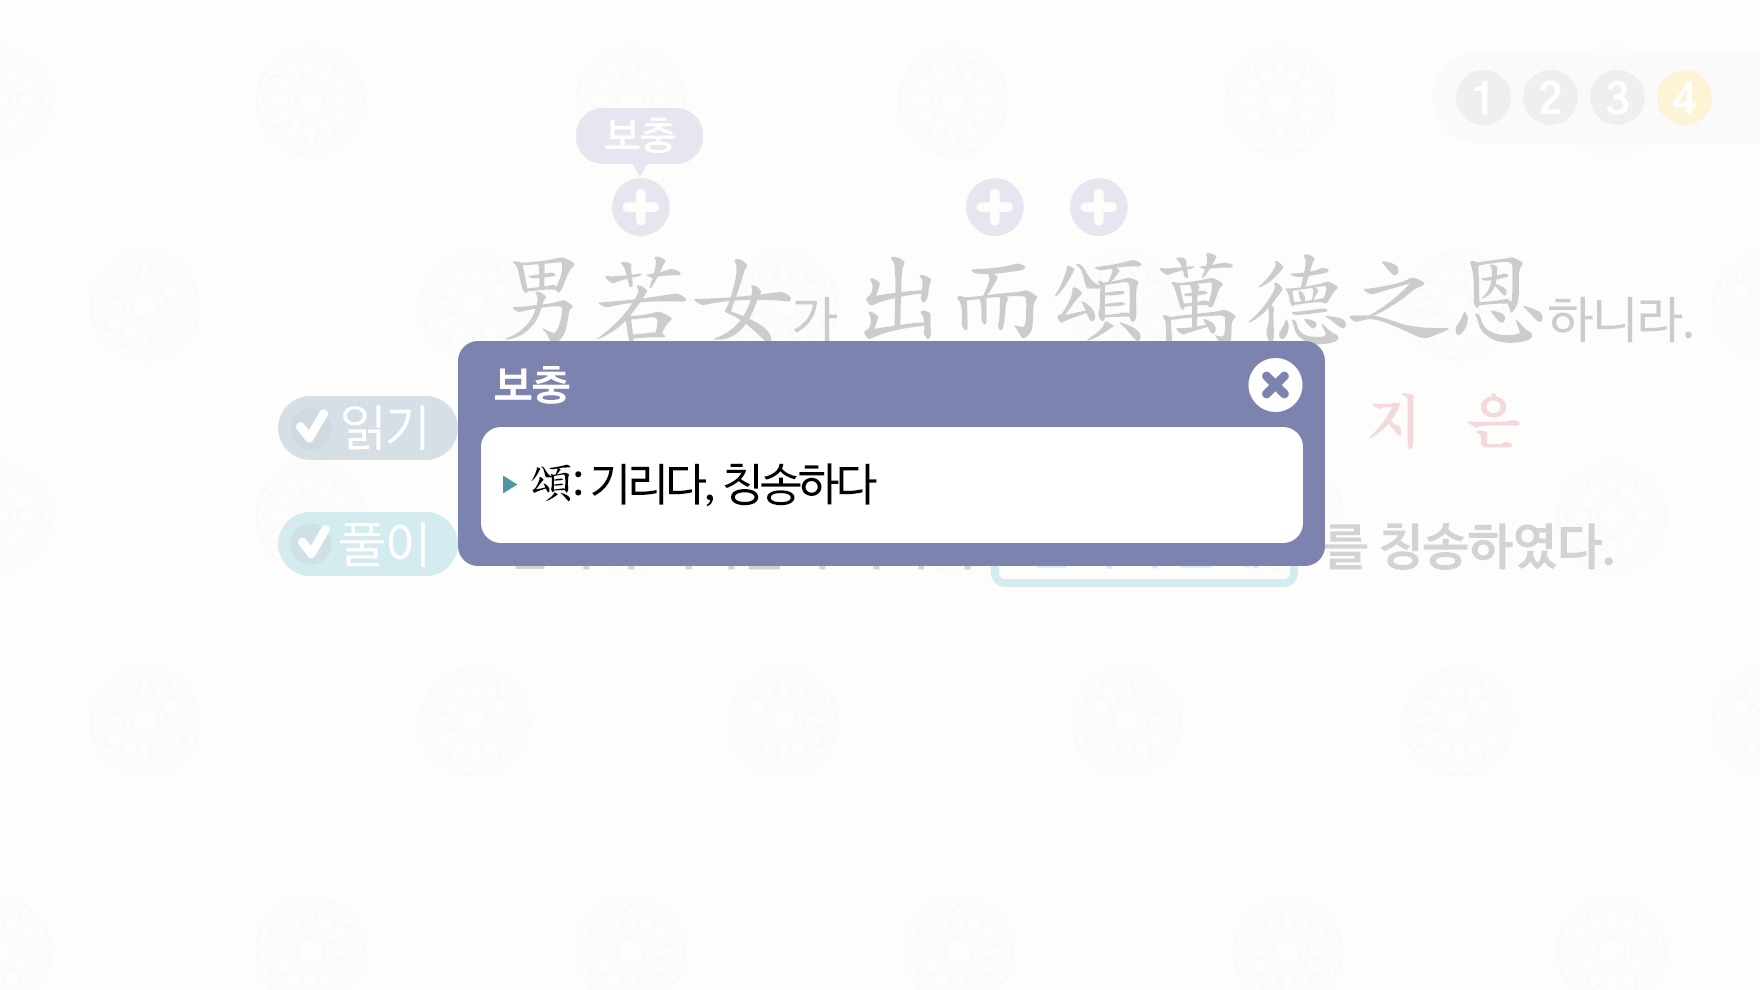 1 2 3 4
보충
男若女가 出而頌萬德之恩하니라.
보충
頌: 기리다, 칭송하다
읽기
지 은
풀이
를 칭송하였다.